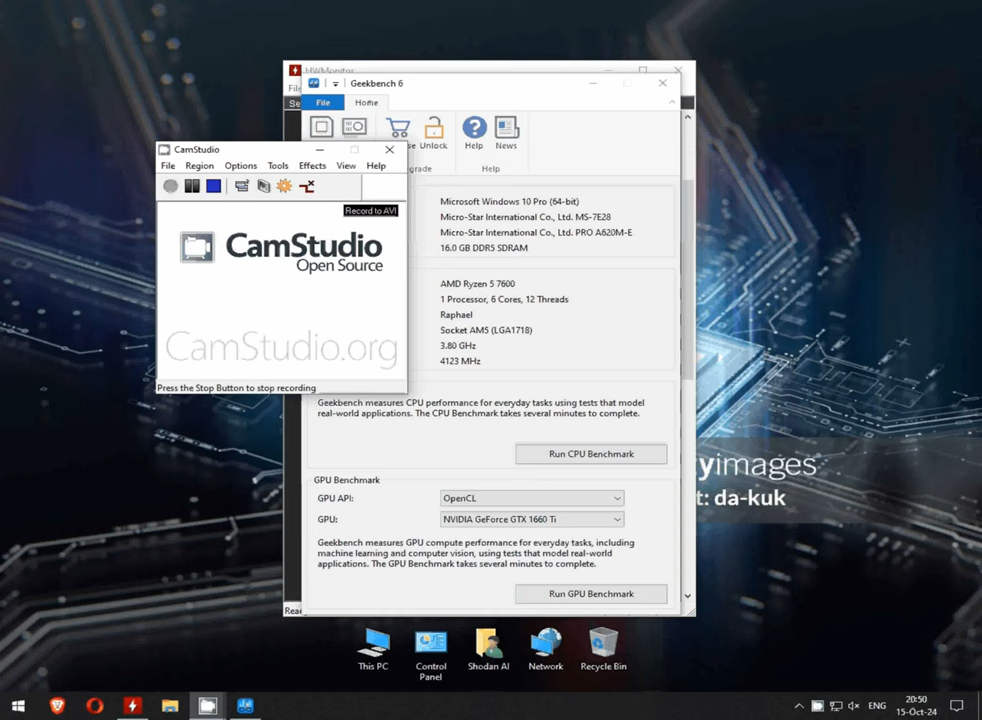 HWMonitor
Geekbench 6
File Home
Unlock Help News
Help
CamStudio
File Region Options Tools Effects View Help
Record to AVI
CamStudio
Open Source
CamStudio.org
Press the Stop Button to stop recording
Microsoft Windows 10 Pro (64-bit)
Micro-Star International Co., Ltd. MS-7E28
Micro-Star International Co., Ltd. PRO A620M-E
16.0 GB DDR5 SDRAM
AMD Ryzen 5 7600
1 Processor, 6 Cores, 12 Threads
Raphael
Socket AM5 (LGA1718)
3.80 GHz
4123 MHz
Geekbench measures CPU performance for everyday tasks using tests that model
real-world applications. The CPU Benchmark takes several minutes to complete.
Run CPU Benchmark
GPU Benchmark
GPU API: OpenCL
GPU: NVIDIA GeForce GTX 1660 Ti
Geekbench measures GPU compute performance for everyday tasks, including
machine learning and computer vision, using tests that model real-world
applications. The GPU Benchmark takes several minutes to complete.
Run GPU Benchmark
yimages
t: da-kuk
This PC
Control
Panel
Shodan AI
Network
Recycle Bin
ENG
20:50
15-Oct-24